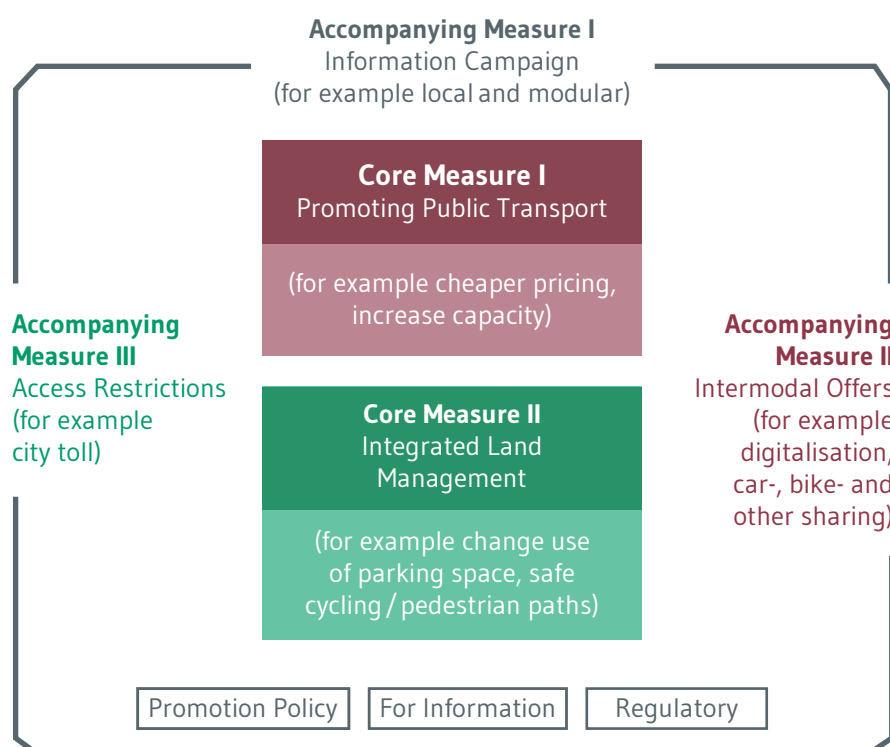 Accompanying Measure I
Information Campaign
(for example local and modular)
Core Measure I
Promoting Public Transport
(for example cheaper pricing,
increase capacity)
Accompanying
Measure III
Access Restrictions
(for example
city toll)
Accompanying
Measure II
Intermodal Offers
(for example
digitalisation,
car-, bike- and
other sharing)
Core Measure II
Integrated Land
Management
(for example change use
of parking space, safe
cycling / pedestrian paths)
Promotion Policy
For Information
Regulatory